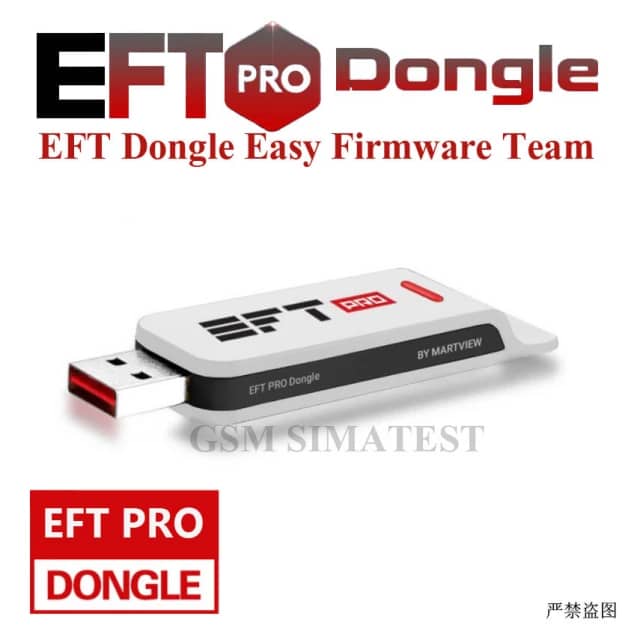 EFT PRO Dongle
EFT Dongle Easy Firmware Team
EFT PRO
BY MARTVIEW
EFT PRO Dongle
GSM SIMATEST
EFT PRO
DONGLE
严禁盗图